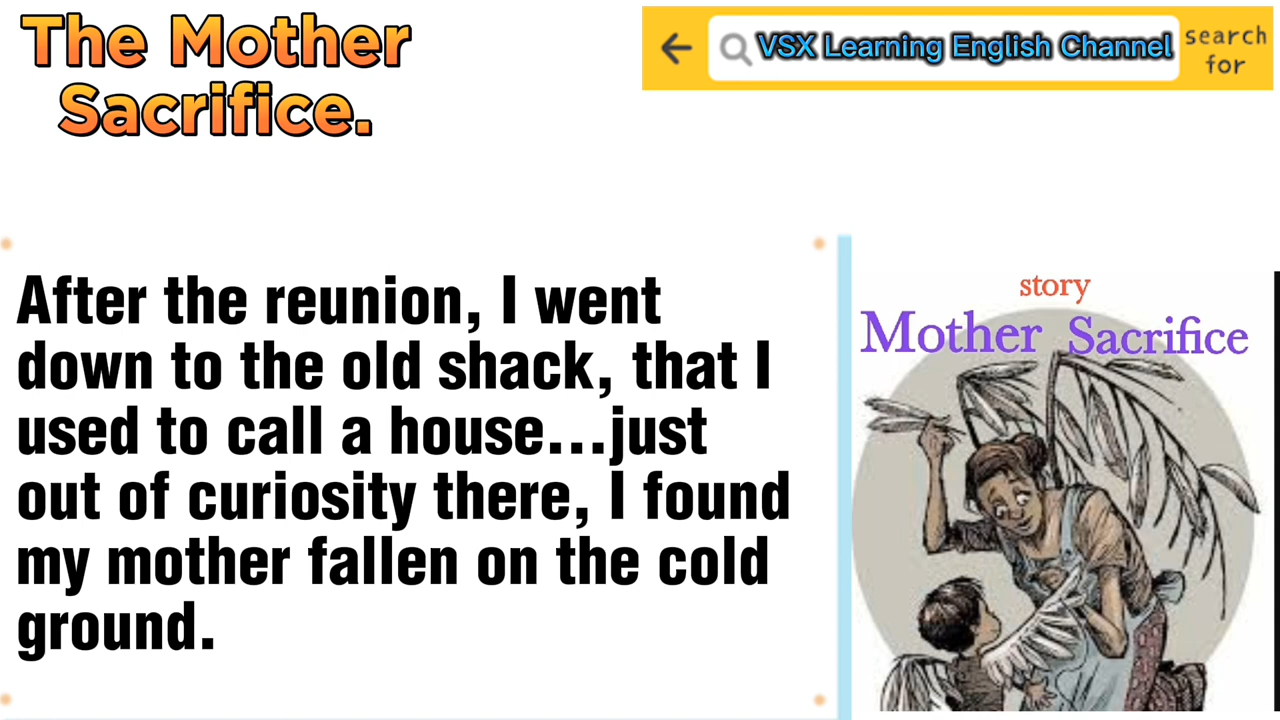 The Mother
Sacrifice.
VSX Learning English Channel
search
for
After the reunion, I went
down to the old shack, that I
used to call a house...just
out of curiosity there, I found
my mother fallen on the cold
ground.
story
Mother Sacrifice